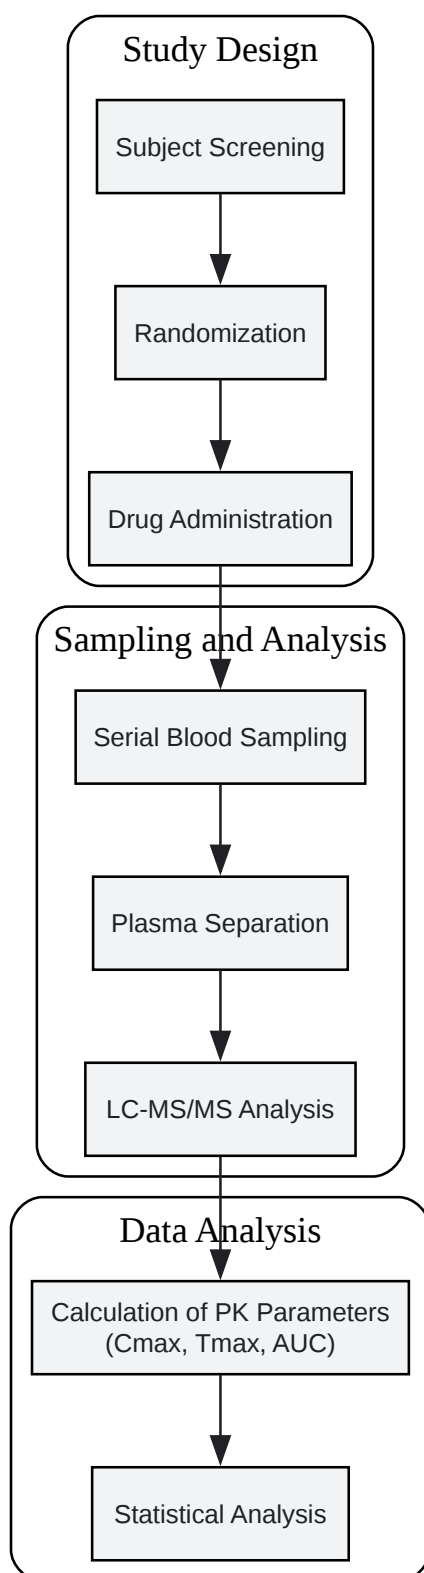 Study Design
Subject Screening
Randomization
Drug Administration
Sampling and Analysis
Serial Blood Sampling
Plasma Separation
LC-MS/MS Analysis
Data Analysis
Calculation of PK Parameters
(Cmax, Tmax, AUC)
Statistical Analysis